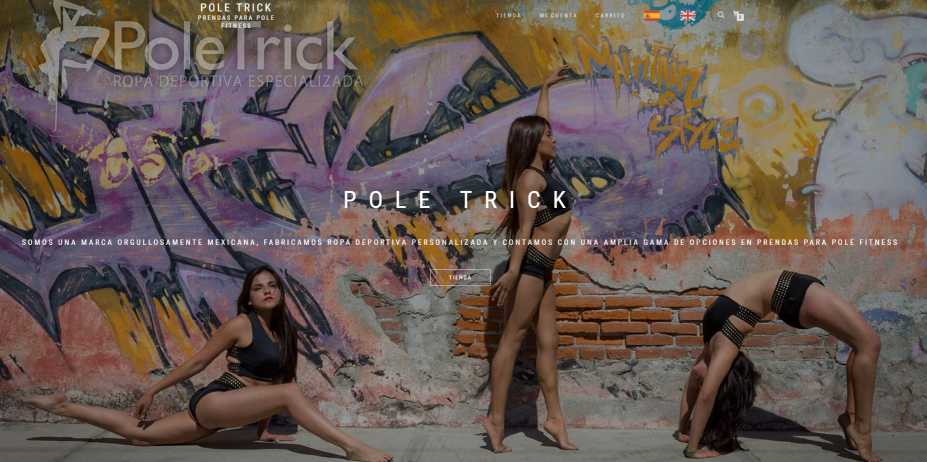 POLE TRICK
PRENDAS PARA POLE
FITNESS
TIENDA
MI CUENTA
CARRITO
PoleTrick
ROPA DEPORTIVA ESPECIALIZADA
POLE TRICK
SOMOS UNA MARCA ORGULLOSAMENTE MEXICANA, FABRICAMOS ROPA DEPORTIVA PERSONALIZADA Y CONTAMOS CON UNA AMPLIA GAMA DE OPCIONES EN PRENDAS PARA POLE FITNESS
TIENDA